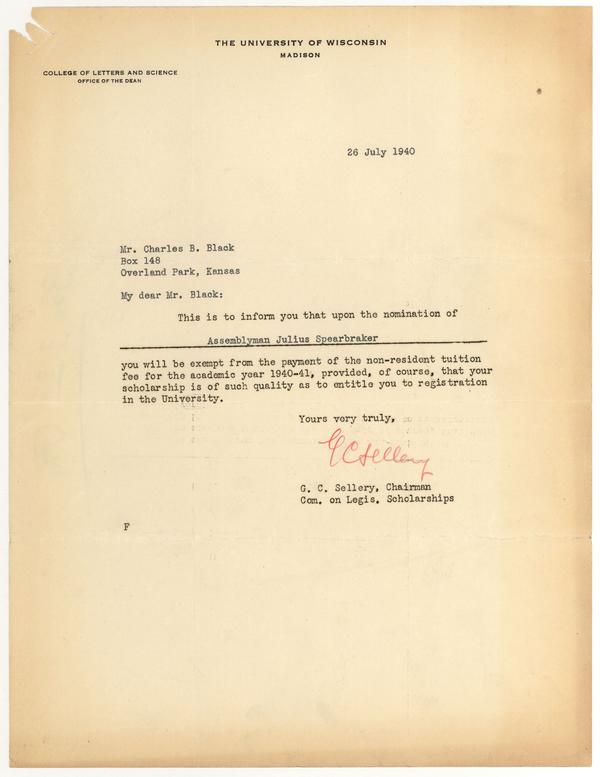 THE UNIVERSITY OF WISCONSIN
MADISON
COLLEGE OF LETTERS AND SCIENCE
OFFICE OF THE DEAN
26 July 1940
Mr. Charles B. Black
Box 148
Overland Park, Kansas
My dear Mr. Black:
This is to inform you that upon the nomination of
Assemblyman Julius Spearbraker
you will be exempt from the payment of the non-resident tuition
fee for the academic year 1940-41, provided, of course, that your
scholarship is of such quality as to entitle you to registration
in the University.
Yours very truly,
G C Sellery
G. C. Sellery, Chairman
Com. on Legis. Scholarships
F